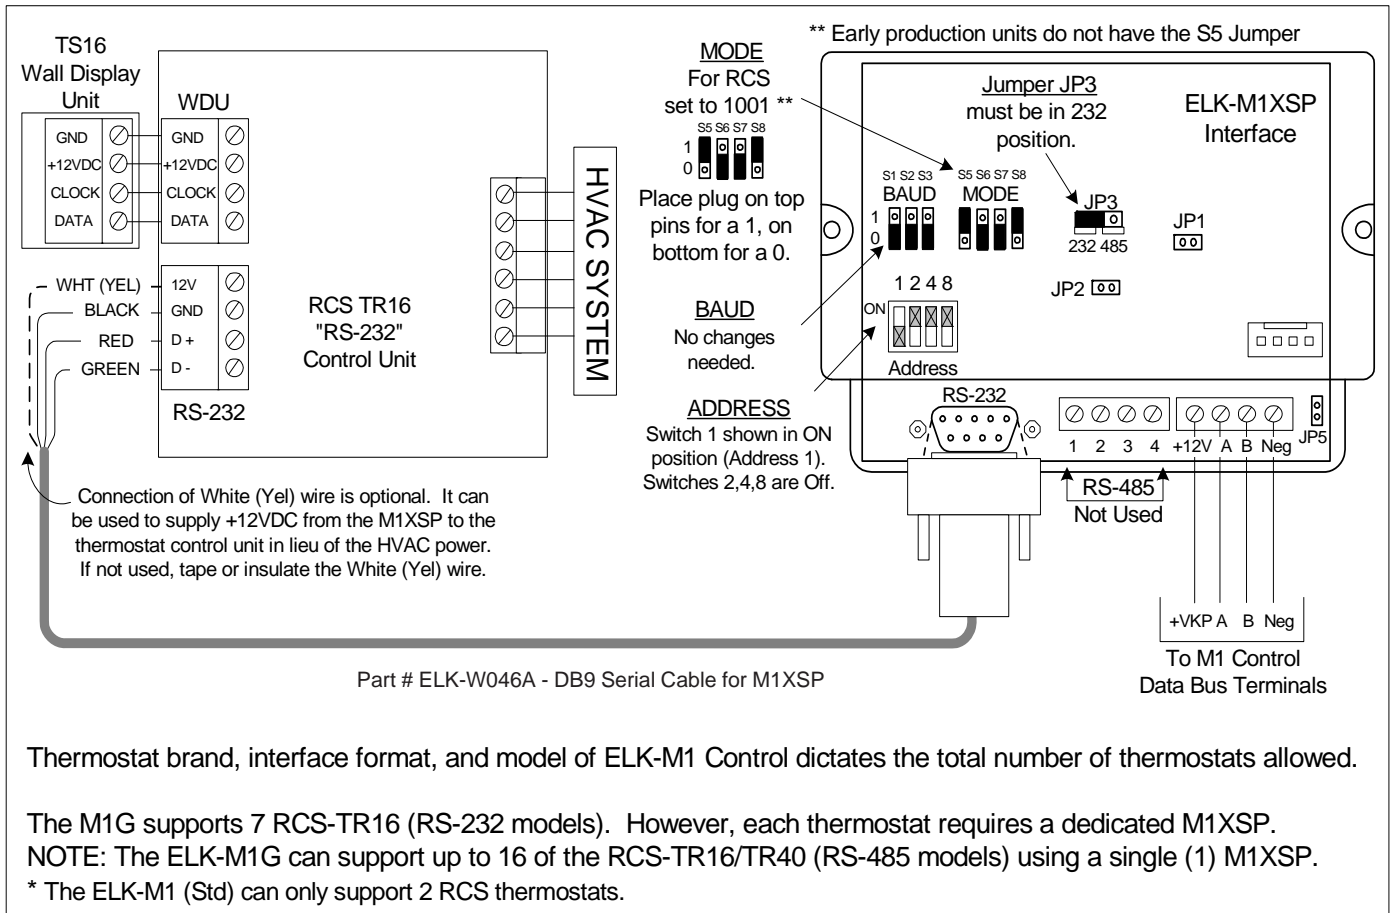 ** Early production units do not have the S5 Jumper
TS16
Wall Display
Unit
WDU
GND
+12VDC
CLOCK
DATA
GND
+12VDC
CLOCK
DATA
WHT (YEL)
BLACK
RED
GREEN
12V
GND
D +
D -
RS-232
RCS TR16
"RS-232"
Control Unit
HVAC SYSTEM
Connection of White (Yel) wire is optional. It can
be used to supply +12VDC from the M1XSP to the
thermostat control unit in lieu of the HVAC power.
If not used, tape or insulate the White (Yel) wire.
MODE
For RCS
set to 1001 **
S5 S6 S7 S8
1
0
Place plug on top
pins for a 1, on
bottom for a 0.
BAUD
No changes
needed.
ADDRESS
Switch 1 shown in ON
position (Address 1).
Switches 2,4,8 are Off.
Jumper JP3
must be in 232
position.
ELK-M1XSP
Interface
S1 S2 S3
BAUD
1
0
S5 S6 S7 S8
MODE
JP3
232 485
JP1
JP2
1 2 4 8
ON
Address
RS-232
1 2 3 4
+12V A B Neg
JP5
RS-485
Not Used
+VKP A B Neg
To M1 Control
Data Bus Terminals
Part # ELK-W046A - DB9 Serial Cable for M1XSP
Thermostat brand, interface format, and model of ELK-M1 Control dictates the total number of thermostats allowed.
The M1G supports 7 RCS-TR16 (RS-232 models). However, each thermostat requires a dedicated M1XSP.
NOTE: The ELK-M1G can support up to 16 of the RCS-TR16/TR40 (RS-485 models) using a single (1) M1XSP.
* The ELK-M1 (Std) can only support 2 RCS thermostats.